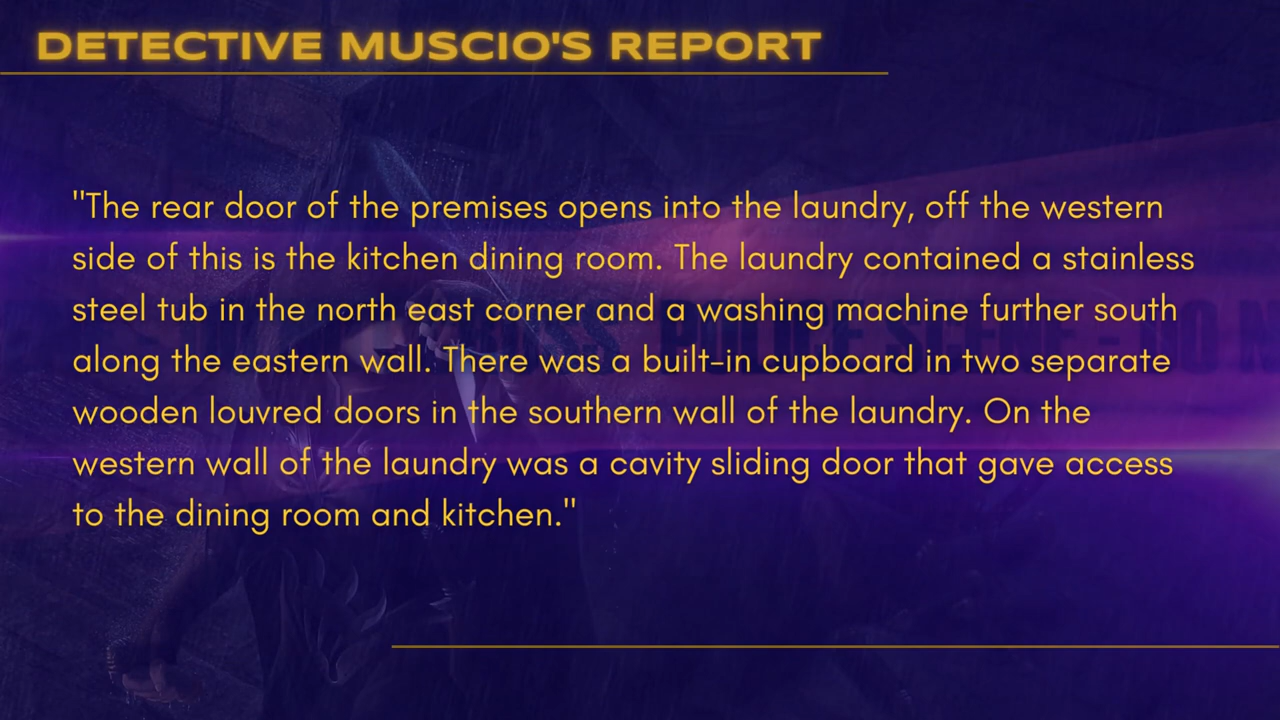 DETECTIVE MUSCIO'S REPORT
"The rear door of the premises opens into the laundry, off the western
side of this is the kitchen dining room. The laundry contained a stainless
steel tub in the north east corner and a washing machine further south
along the eastern wall. There was a built-in cupboard in two separate
wooden louvred doors in the southern wall of the laundry. On the
western wall of the laundry was a cavity sliding door that gave access
to the dining room and kitchen."